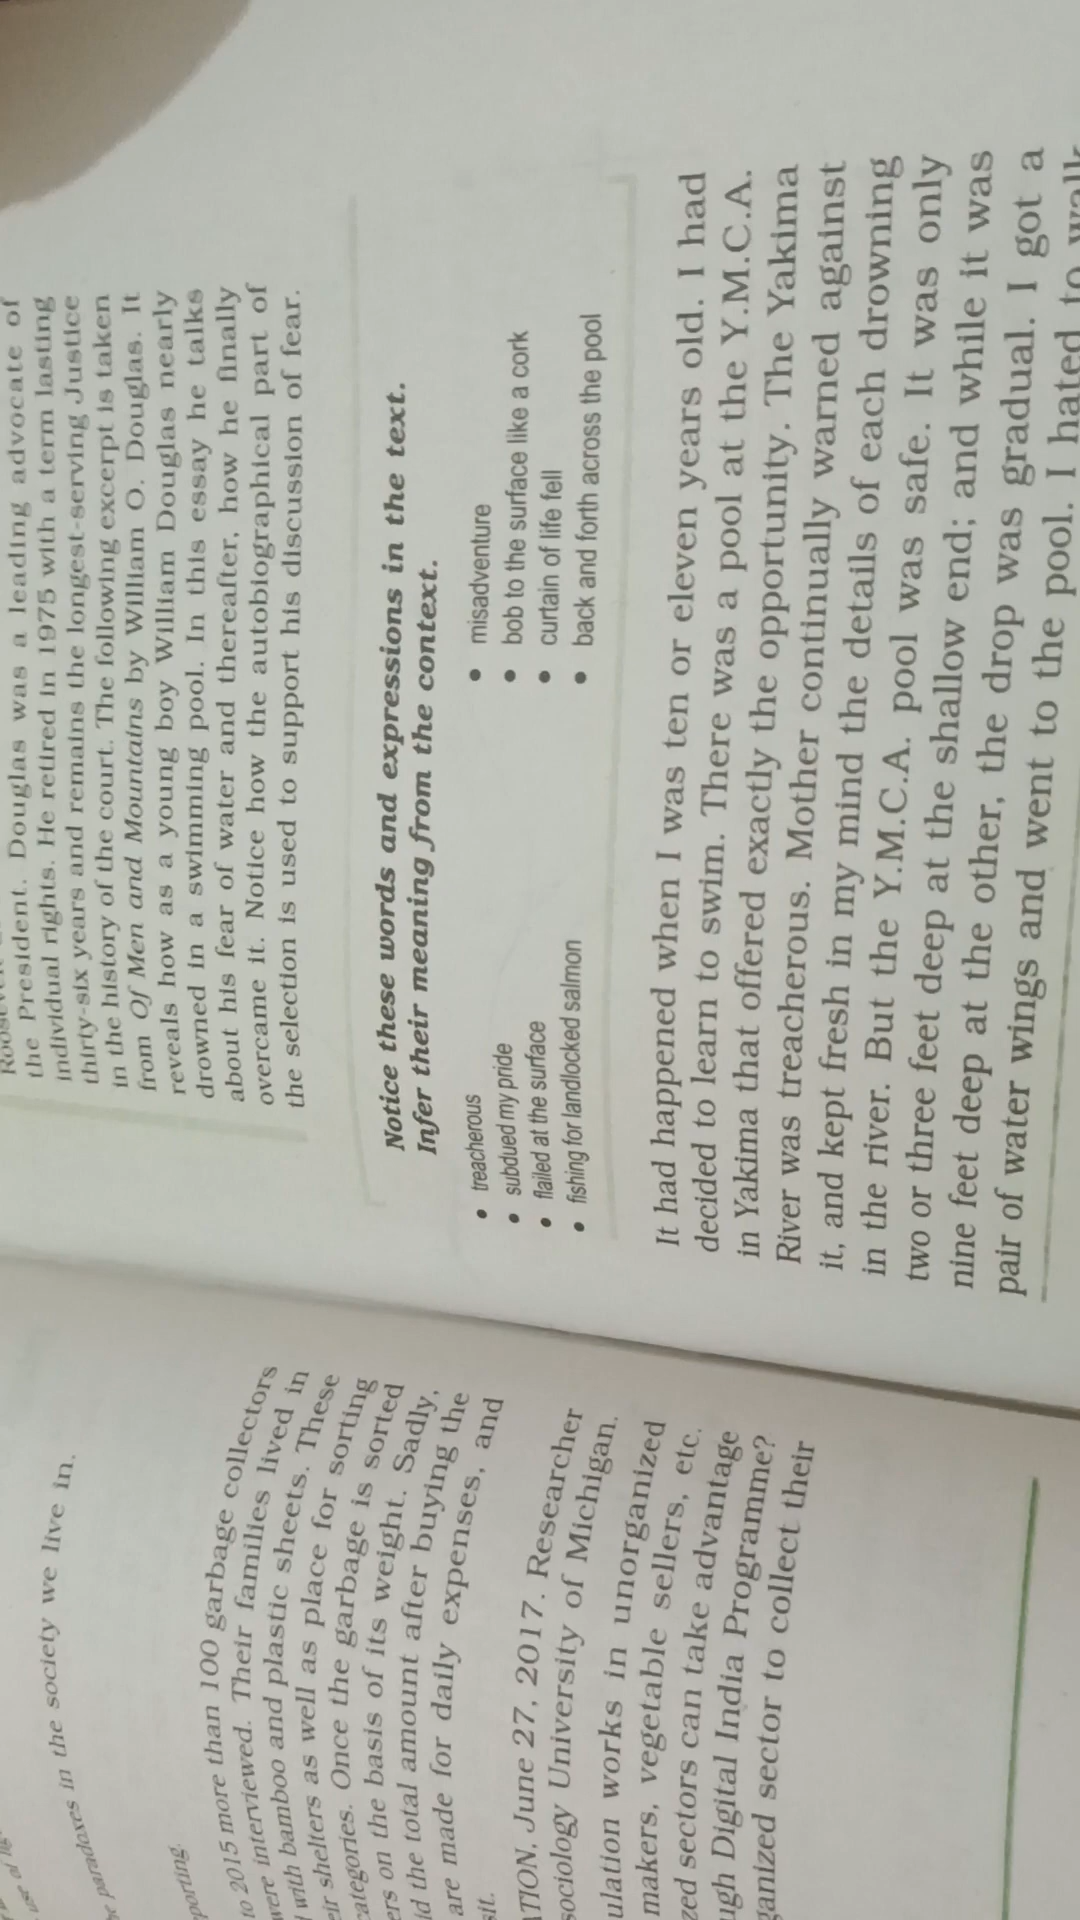 use of
he paradoxes in the society we live in.
porting
to 2015 more than 100 garbage collectors
were interviewed. Their families lived in
with bamboo and plastic sheets. These
eir shelters as well as place for sorting
categories. Once the garbage is sorted
ers on the basis of its weight. Sadly,
id the total amount after buying the
are made for daily expenses, and
sit.
ATION, June 27, 2017. Researcher
sociology University of Michigan.
ulation works in unorganized
makers, vegetable sellers, etc.
zed sectors can take advantage
ugh Digital India Programme?
ganized sector to collect their
the President. Douglas was a leading advocate of
individual rights. He retired in 1975 with a term lasting
thirty-six years and remains the longest-serving Justice
in the history of the court. The following excerpt is taken
from Of Men and Mountains by William O. Douglas. It
reveals how as a young boy William Douglas nearly
drowned in a swimming pool. In this essay he talks
about his fear of water and thereafter, how he finally
overcame it. Notice how the autobiographical part of
the selection is used to support his discussion of fear.
Notice these words and expressions in the text.
Infer their meaning from the context.
• treacherous
• subdued my pride
• flailed at the surface
• fishing for landlocked salmon
• misadventure
• bob to the surface like a cork
• curtain of life fell
• back and forth across the pool
It had happened when I was ten or eleven years old. I had
decided to learn to swim. There was a pool at the Y.M.C.A.
in Yakima that offered exactly the opportunity. The Yakima
River was treacherous. Mother continually warned against
it, and kept fresh in my mind the details of each drowning
in the river. But the Y.M.C.A. pool was safe. It was only
two or three feet deep at the shallow end; and while it was
nine feet deep at the other, the drop was gradual. I got a
pair of water wings and went to the pool. I hated to walk